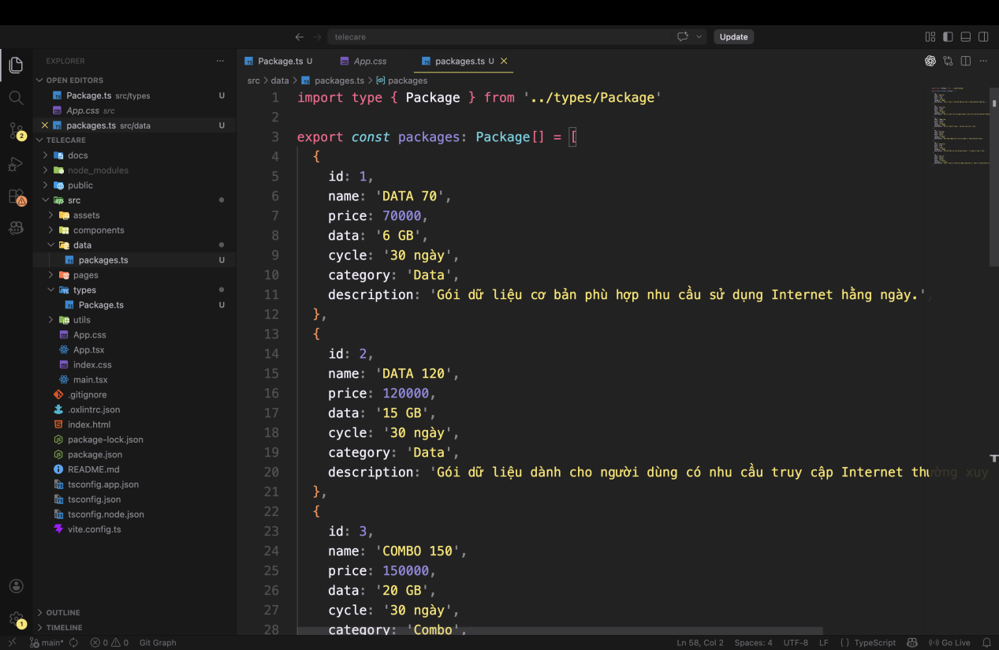 telecare
Update
EXPLORER
OPEN EDITORS
Package.ts src/types U
App.css src
packages.ts src/data U
TELECARE
docs
node_modules
public
src
assets
components
data
packages.ts U
pages
types
Package.ts U
utils
App.css
App.tsx
index.css
main.tsx
.gitignore
.oxlintrc.json
index.html
package-lock.json
package.json
README.md
tsconfig.app.json
tsconfig.json
tsconfig.node.json
vite.config.ts
OUTLINE
TIMELINE
2
1
Package.ts U
App.css
packages.ts U
src > data > packages.ts > packages
1 import type { Package } from '../types/Package'
2
3 export const packages: Package[] = [
4 {
5 id: 1,
6 name: 'DATA 70',
7 price: 70000,
8 data: '6 GB',
9 cycle: '30 ngày',
10 category: 'Data',
11 description: 'Gói dữ liệu cơ bản phù hợp nhu cầu sử dụng Internet hằng ngày.',
12 },
13 {
14 id: 2,
15 name: 'DATA 120',
16 price: 120000,
17 data: '15 GB',
18 cycle: '30 ngày',
19 category: 'Data',
20 description: 'Gói dữ liệu dành cho người dùng có nhu cầu truy cập Internet thường xuy
21 },
22 {
23 id: 3,
24 name: 'COMBO 150',
25 price: 150000,
26 data: '20 GB',
27 cycle: '30 ngày',
28 category: 'Combo',
main* 0 0 Git Graph
Ln 58, Col 2 Spaces: 4 UTF-8 LF { } TypeScript Go Live